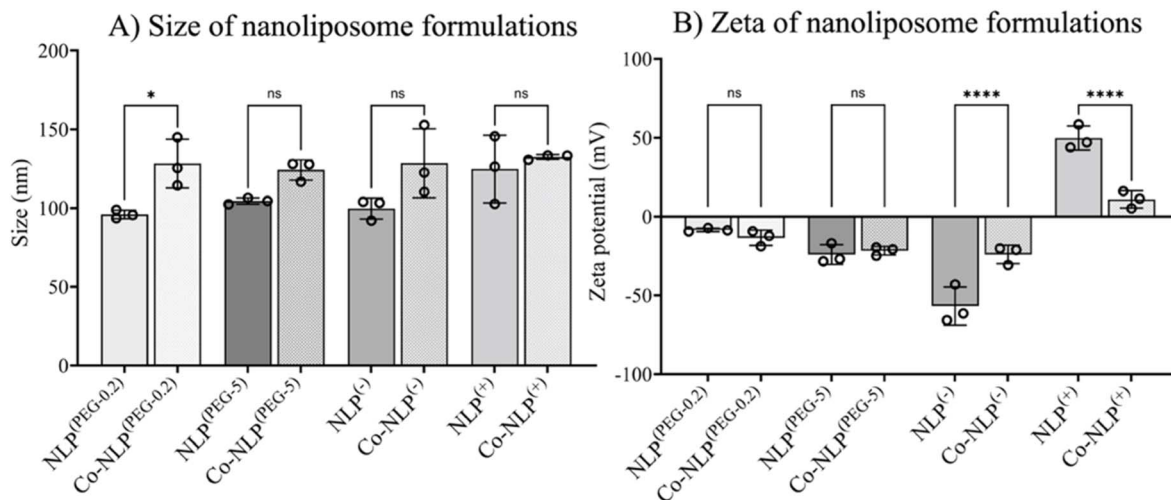 A) Size of nanoliposome formulations
200
150
100
50
0
Size (nm)
*
ns
ns
ns
NLP(PEG-0.2)
Co-NLP(PEG-0.2)
NLP(PEG-5)
Co-NLP(PEG-5)
NLP(-)
Co-NLP(-)
NLP(+)
Co-NLP(+)
B) Zeta of nanoliposome formulations
100
50
0
-50
-100
Zeta potential (mV)
ns
ns
****
****
NLP(PEG-0.2)
Co-NLP(PEG-0.2)
NLP(PEG-5)
Co-NLP(PEG-5)
NLP(-)
Co-NLP(-)
NLP(+)
Co-NLP(+)